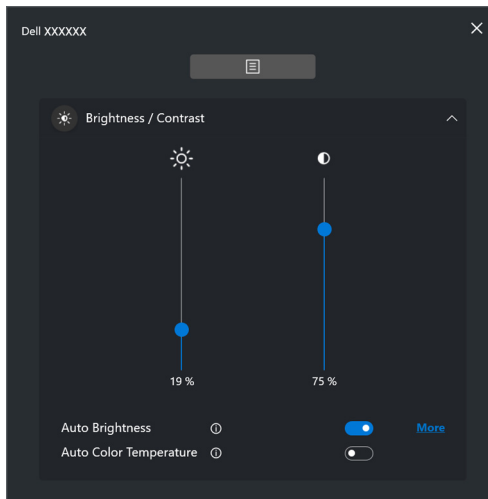 Dell XXXXXX
Brightness / Contrast
19 %
75 %
Auto Brightness
More
Auto Color Temperature